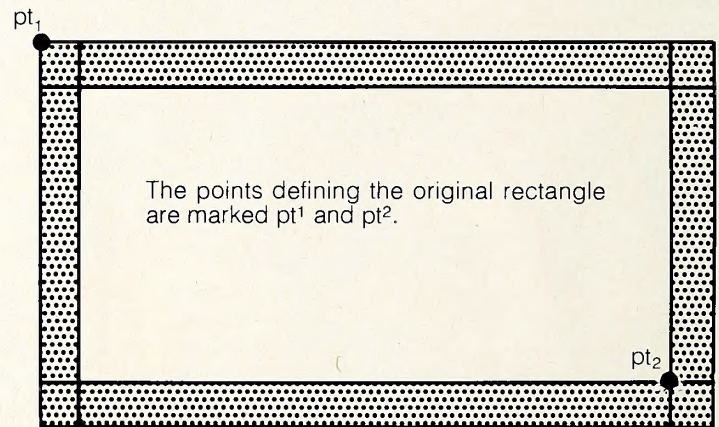 pt₁
The points defining the original rectangle
are marked pt¹ and pt².
pt₂